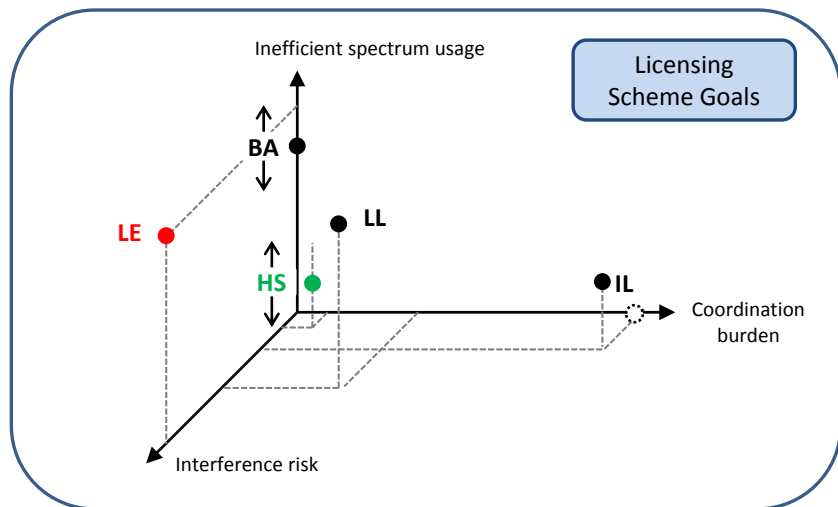 Inefficient spectrum usage
Licensing
Scheme Goals
BA
LE
LL
HS
IL
Coordination
burden
Interference risk